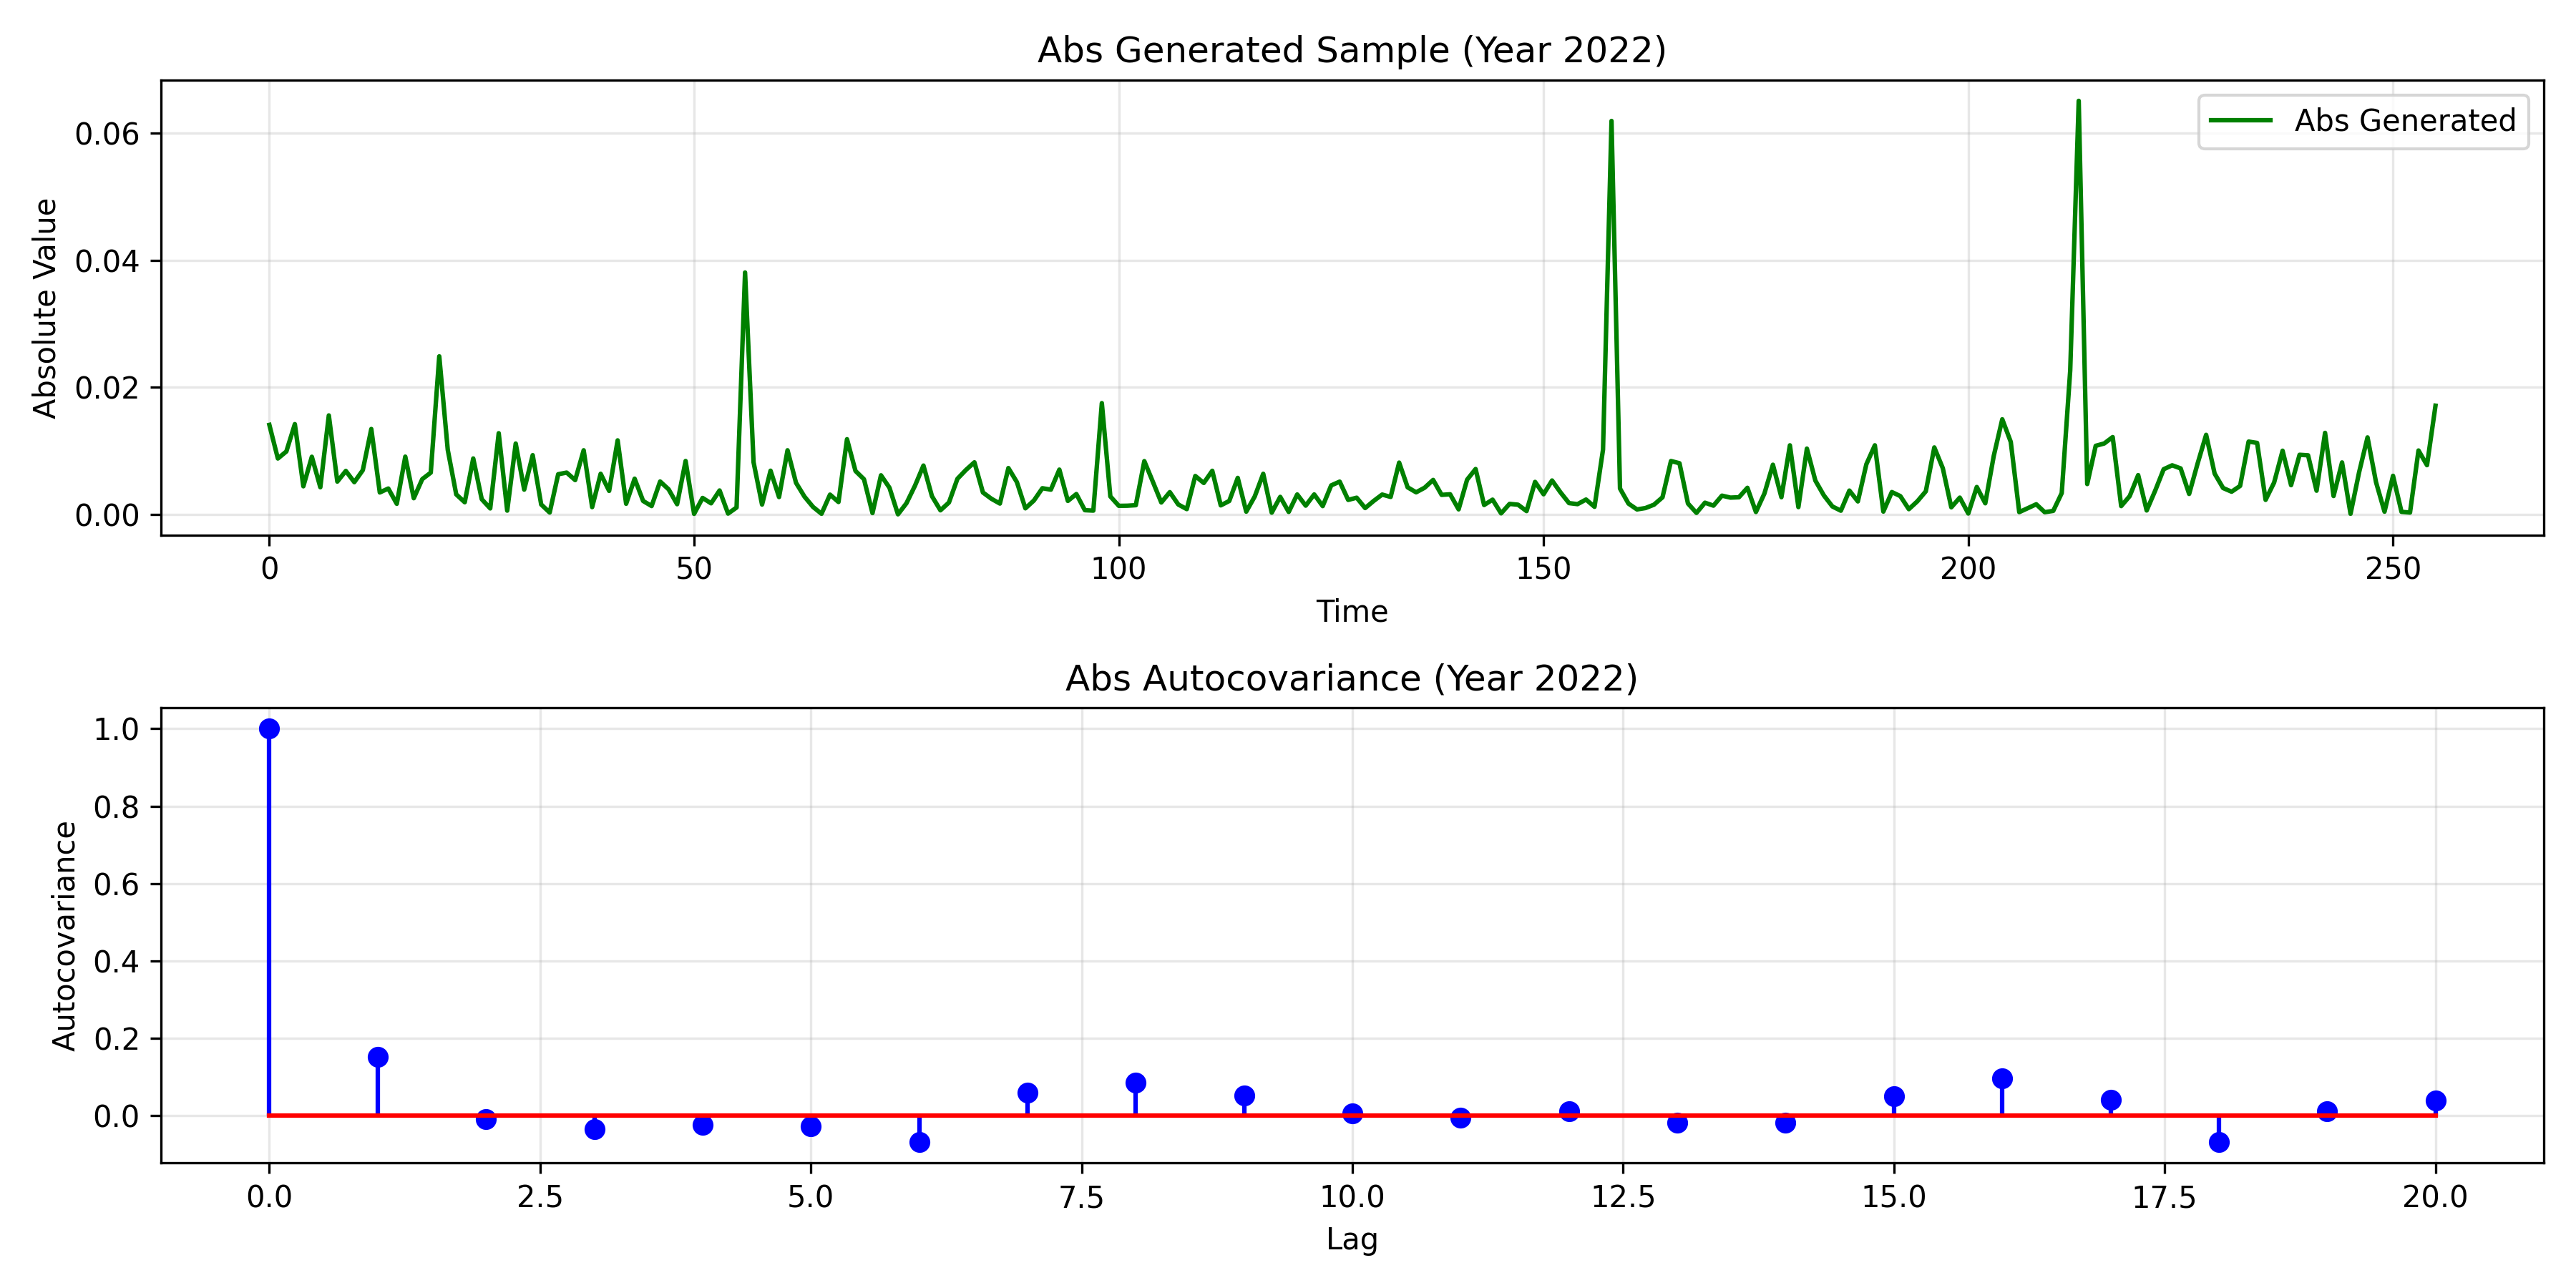 Abs Generated Sample (Year 2022)
Absolute Value
0.06
0.04
0.02
0.00
Abs Generated
0 50 100 150 200 250
Time
Abs Autocovariance (Year 2022)
Autocovariance
1.0
0.8
0.6
0.4
0.2
0.0
0.0 2.5 5.0 7.5 10.0 12.5 15.0 17.5 20.0
Lag